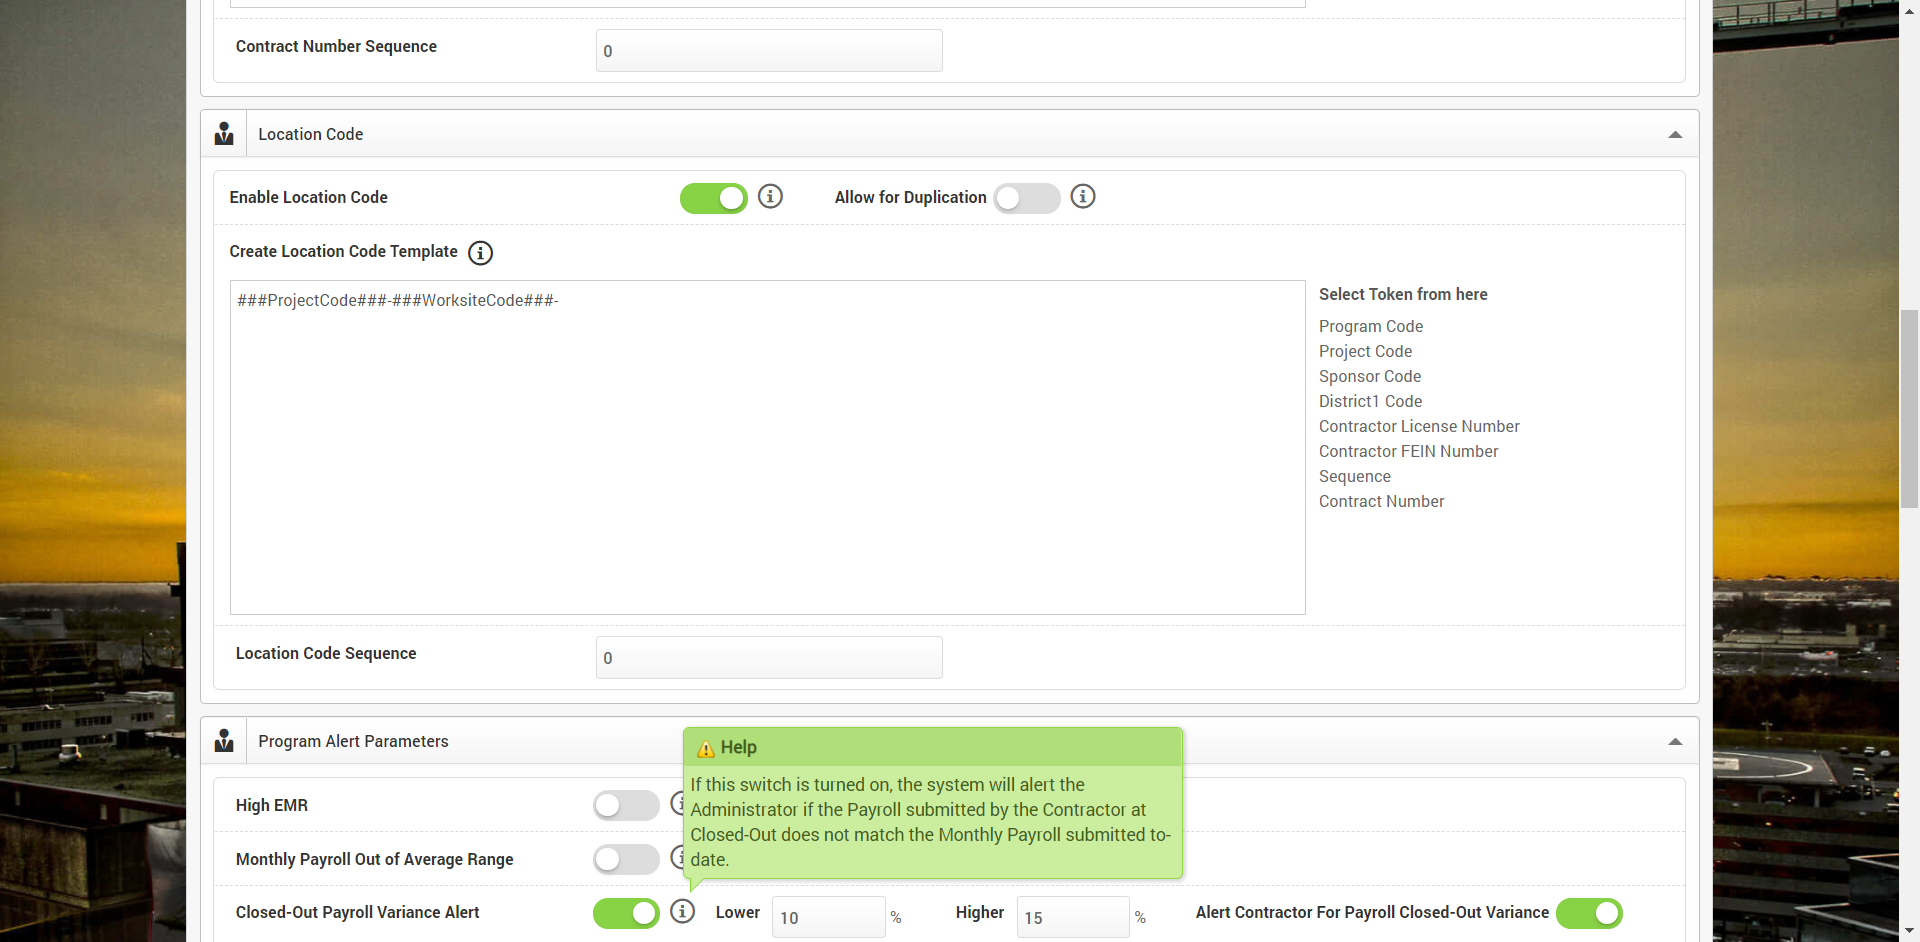 Contract Number Sequence
0
Location Code
Enable Location Code
Allow for Duplication
Create Location Code Template
###ProjectCode###-###WorksiteCode###-
Select Token from here
Program Code
Project Code
Sponsor Code
District1 Code
Contractor License Number
Contractor FEIN Number
Sequence
Contract Number
Location Code Sequence
0
Program Alert Parameters
Help
If this switch is turned on, the system will alert the
Administrator if the Payroll submitted by the Contractor at
Closed-Out does not match the Monthly Payroll submitted to-
date.
High EMR
Monthly Payroll Out of Average Range
Closed-Out Payroll Variance Alert
Lower
10
%
Higher
15
%
Alert Contractor For Payroll Closed-Out Variance